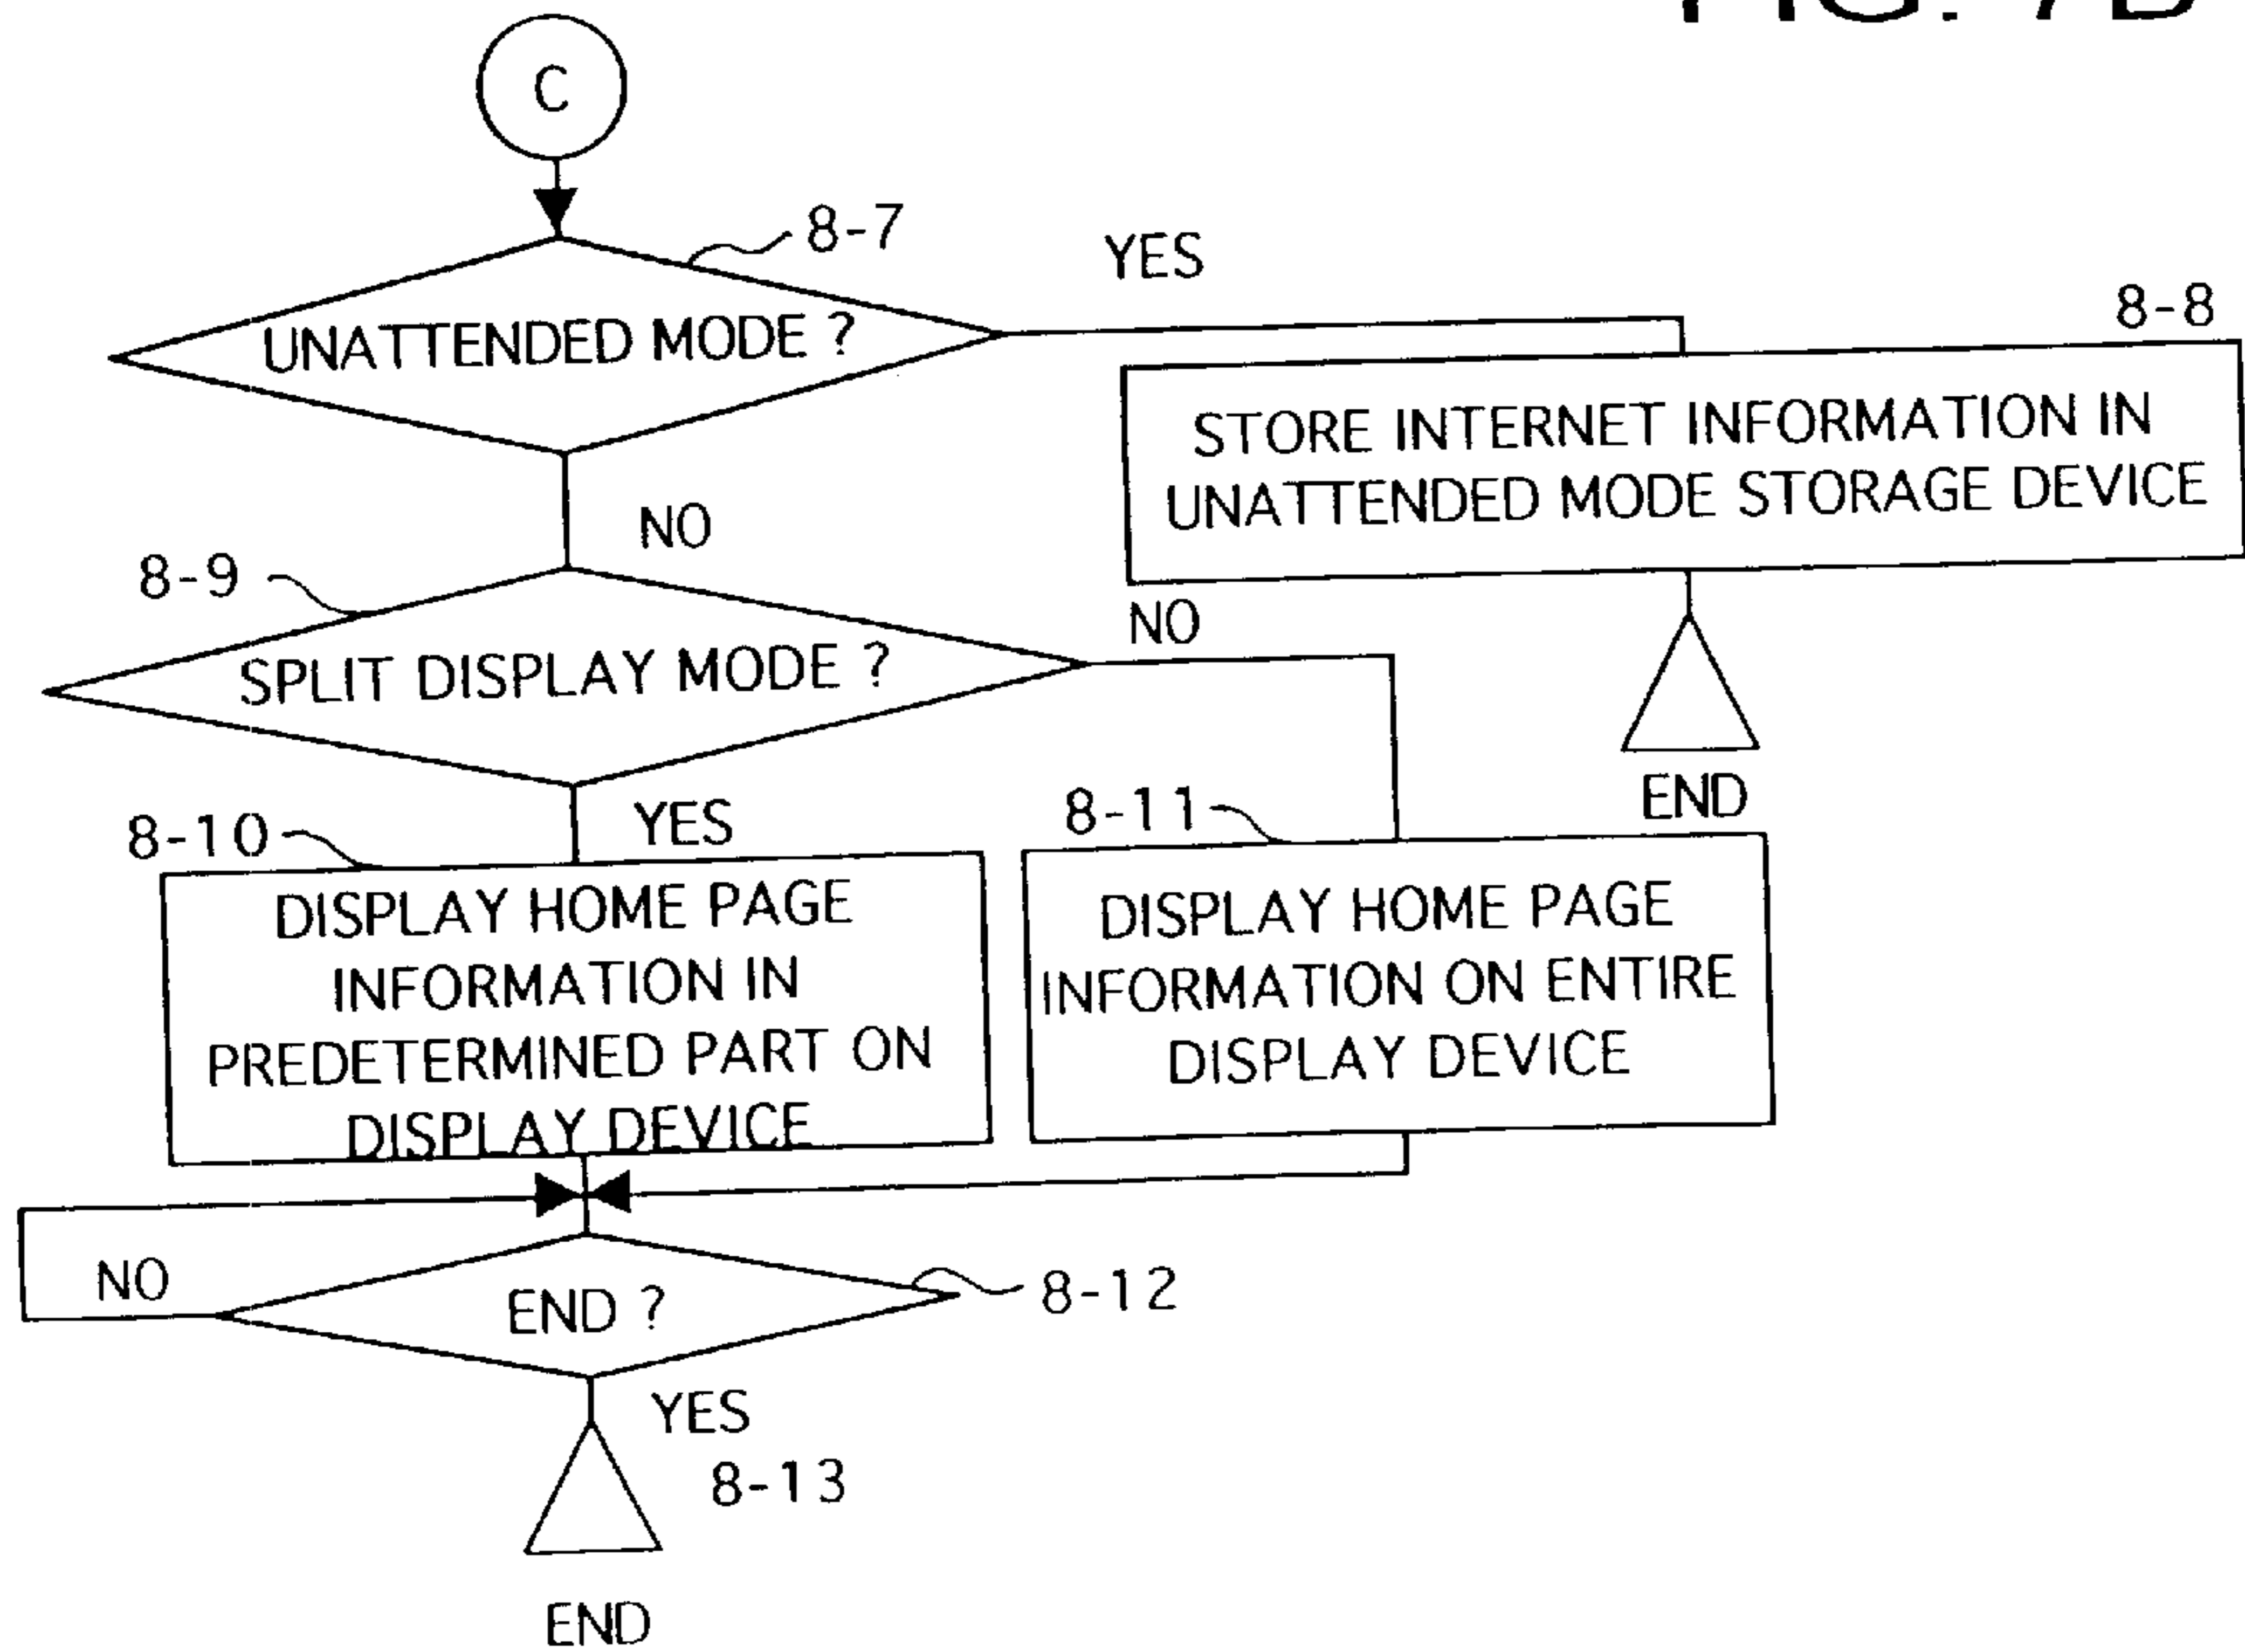 FIG. 7B
C
8-7
YES
UNATTENDED MODE ?
8-8
STORE INTERNET INFORMATION IN
UNATTENDED MODE STORAGE DEVICE
NO
8-9
NO
SPLIT DISPLAY MODE ?
END
YES
8-10
8-11
DISPLAY HOME PAGE
INFORMATION IN
PREDETERMINED PART ON
DISPLAY DEVICE
DISPLAY HOME PAGE
INFORMATION ON ENTIRE
DISPLAY DEVICE
NO
END ?
8-12
YES
8-13
END